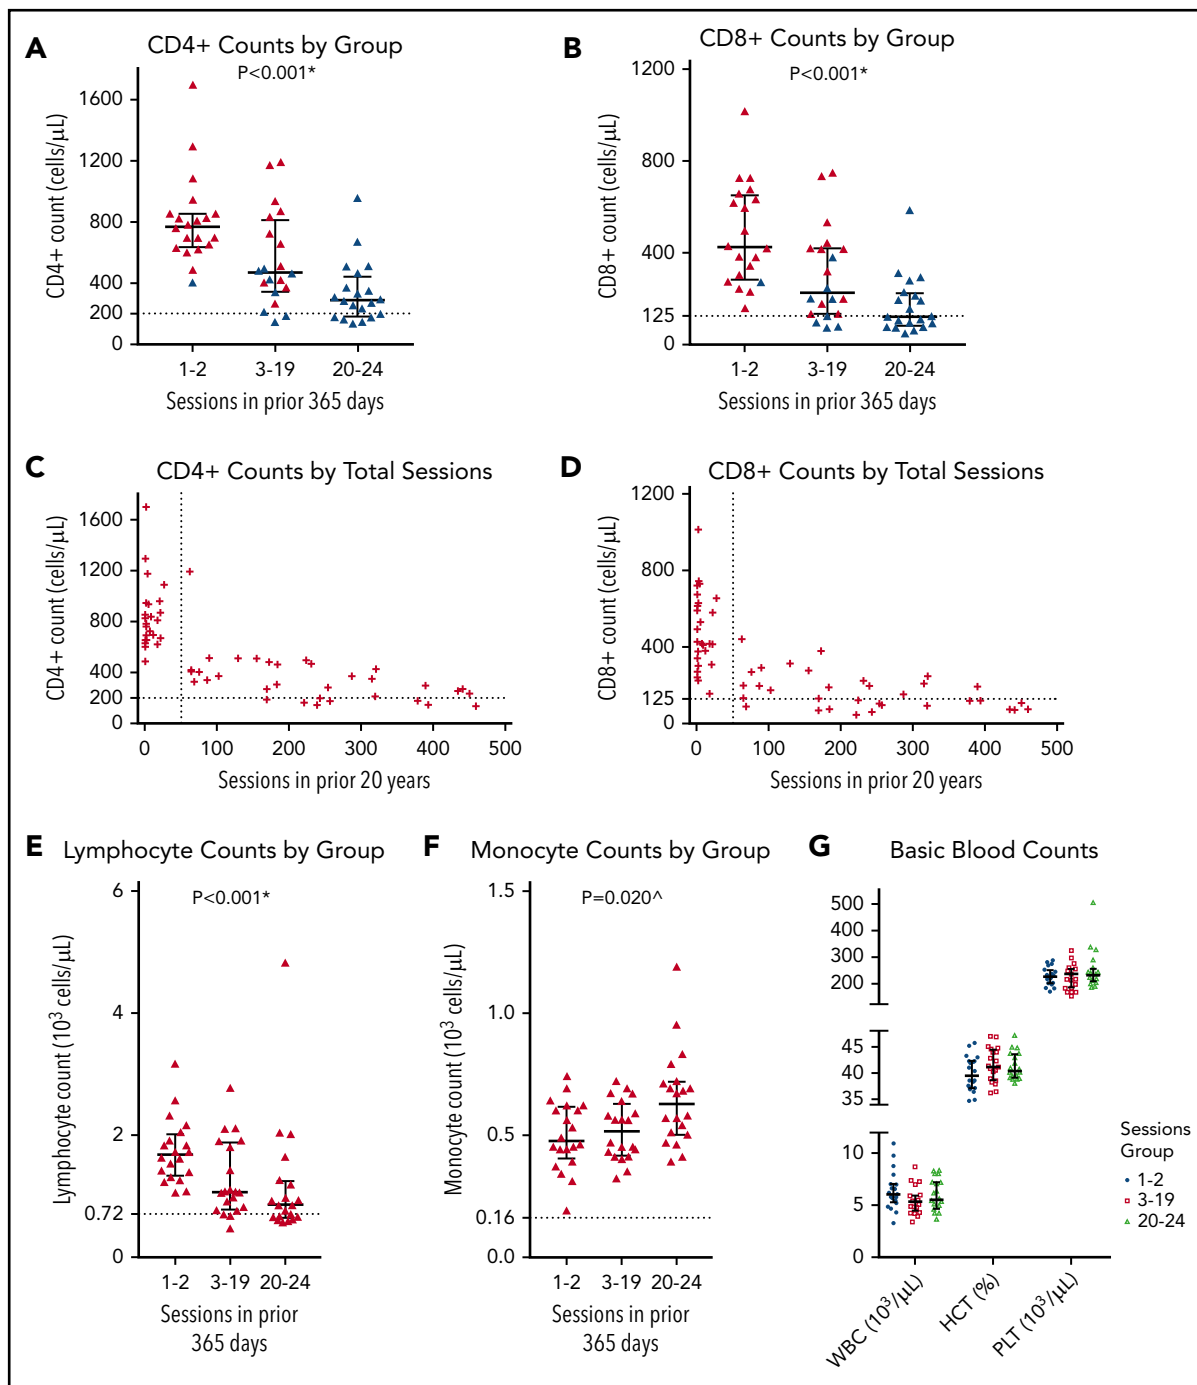 A CD4+ Counts by Group
P<0.001*
CD4+ count (cells/μL)
1600
1200
800
400
200
0
1-2 3-19 20-24
Sessions in prior 365 days
B CD8+ Counts by Group
P<0.001*
CD8+ count (cells/μL)
1200
800
400
125
0
1-2 3-19 20-24
Sessions in prior 365 days
C CD4+ Counts by Total Sessions
CD4+ count (cells/μL)
1600
1200
800
400
200
0
0 100 200 300 400 500
Sessions in prior 20 years
D CD8+ Counts by Total Sessions
CD8+ count (cells/μL)
1200
800
400
125
0
0 100 200 300 400 500
Sessions in prior 20 years
E Lymphocyte Counts by Group
P<0.001*
Lymphocyte count (10³ cells/μL)
6
4
2
0.72
0
1-2 3-19 20-24
Sessions in prior
365 days
F Monocyte Counts by Group
P=0.020^
Monocyte count (10³ cells/μL)
1.5
1.0
0.5
0.16
0.0
1-2 3-19 20-24
Sessions in prior
365 days
G Basic Blood Counts
500
400
300
200
45
40
35
10
5
0
WBC (10³/μL)
HCT (%)
PLT (10³/μL)
Sessions
Group
1-2
3-19
20-24